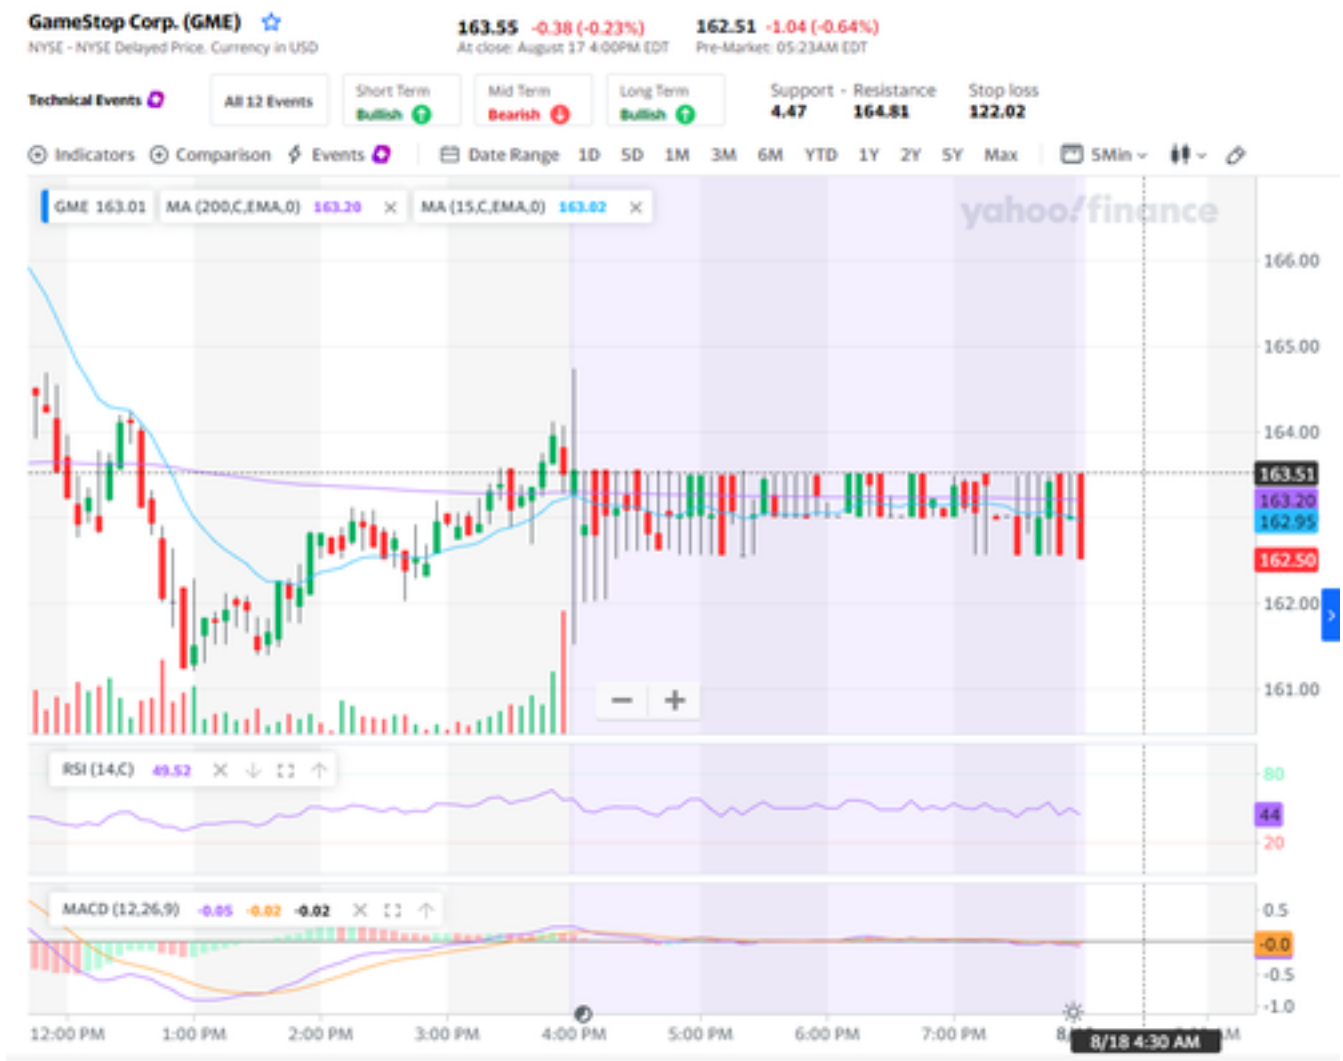 GameStop Corp. (GME)
NYSE - NYSE Delayed Price. Currency in USD
163.55 -0.38 (-0.23%)
At close: August 17 4:00PM EDT
162.51 -1.04 (-0.64%)
Pre-Market: 05:23AM EDT
Technical Events
All 12 Events
Short Term
Bullish
Mid Term
Bearish
Long Term
Bullish
Support - Resistance
4.47 164.81
Stop loss
122.02
Indicators Comparison Events Date Range 1D 5D 1M 3M 6M YTD 1Y 2Y 5Y Max 5Min
GME 163.01 MA (200,C,EMA,0) 163.20 MA (15,C,EMA,0) 163.02
yahoo!finance
166.00
165.00
164.00
163.51
163.20
162.95
162.50
162.00
161.00
RSI (14,C) 49.52
80
44
20
MACD (12,26,9) -0.05 -0.02 -0.02
0.5
-0.0
-0.5
-1.0
12:00 PM 1:00 PM 2:00 PM 3:00 PM 4:00 PM 5:00 PM 6:00 PM 7:00 PM
8/18 4:30 AM